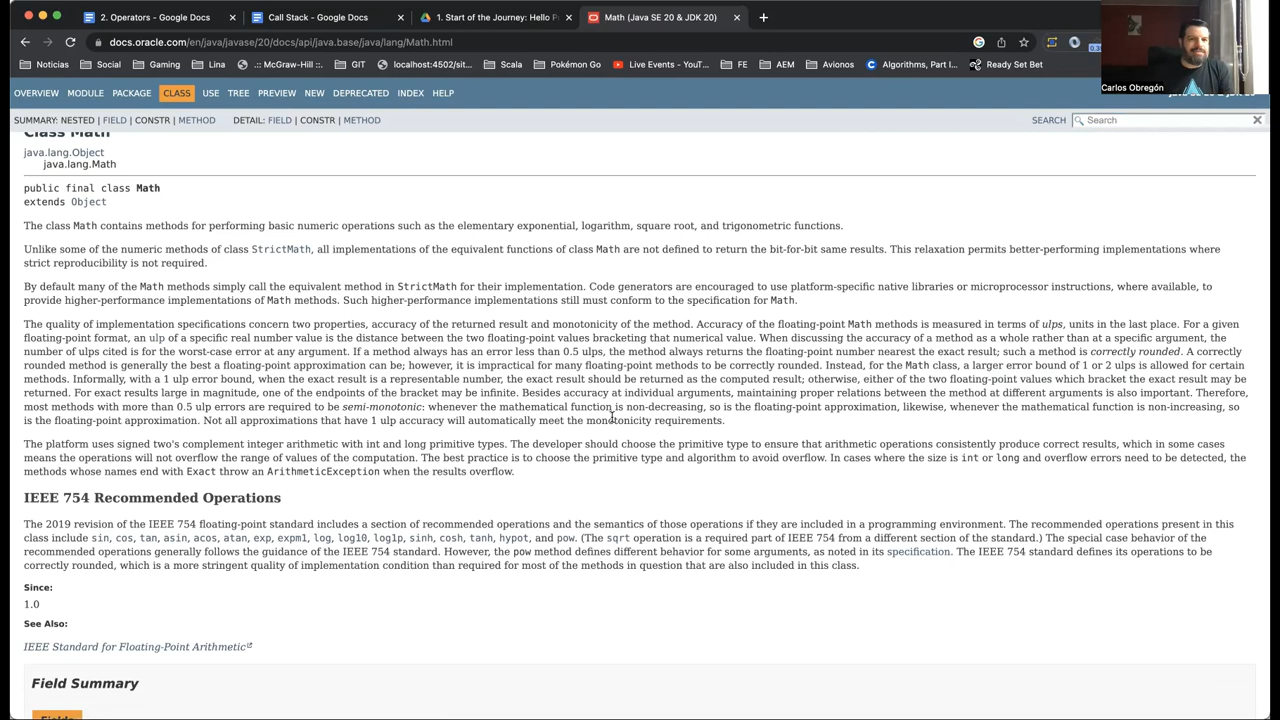 2. Operators - Google Docs
Call Stack - Google Docs
1. Start of the Journey: Hello P
Math (Java SE 20 & JDK 20)
docs.oracle.com/en/java/javase/20/docs/api/java.base/java/lang/Math.html
Noticias
Social
Gaming
Lina
.:: McGraw-Hill ::.
GIT
localhost:4502/sit...
Scala
Pokémon Go
Live Events - YouT...
FE
AEM
Avionos
Algorithms, Part I...
Ready Set Bet
Carlos Obregón
OVERVIEW MODULE PACKAGE CLASS USE TREE PREVIEW NEW DEPRECATED INDEX HELP
SUMMARY: NESTED | FIELD | CONSTR | METHOD DETAIL: FIELD | CONSTR | METHOD SEARCH Search
Class Math
java.lang.Object
java.lang.Math
public final class Math
extends Object
The class Math contains methods for performing basic numeric operations such as the elementary exponential, logarithm, square root, and trigonometric functions.
Unlike some of the numeric methods of class StrictMath, all implementations of the equivalent functions of class Math are not defined to return the bit-for-bit same results. This relaxation permits better-performing implementations where
strict reproducibility is not required.
By default many of the Math methods simply call the equivalent method in StrictMath for their implementation. Code generators are encouraged to use platform-specific native libraries or microprocessor instructions, where available, to
provide higher-performance implementations of Math methods. Such higher-performance implementations still must conform to the specification for Math.
The quality of implementation specifications concern two properties, accuracy of the returned result and monotonicity of the method. Accuracy of the floating-point Math methods is measured in terms of ulps, units in the last place. For a given
floating-point format, an ulp of a specific real number value is the distance between the two floating-point values bracketing that numerical value. When discussing the accuracy of a method as a whole rather than at a specific argument, the
number of ulps cited is for the worst-case error at any argument. If a method always has an error less than 0.5 ulps, the method always returns the floating-point number nearest the exact result; such a method is correctly rounded. A correctly
rounded method is generally the best a floating-point approximation can be; however, it is impractical for many floating-point methods to be correctly rounded. Instead, for the Math class, a larger error bound of 1 or 2 ulps is allowed for certain
methods. Informally, with a 1 ulp error bound, when the exact result is a representable number, the exact result should be returned as the computed result; otherwise, either of the two floating-point values which bracket the exact result may be
returned. For exact results large in magnitude, one of the endpoints of the bracket may be infinite. Besides accuracy at individual arguments, maintaining proper relations between the method at different arguments is also important. Therefore,
most methods with more than 0.5 ulp errors are required to be semi-monotonic: whenever the mathematical function is non-decreasing, so is the floating-point approximation, likewise, whenever the mathematical function is non-increasing, so
is the floating-point approximation. Not all approximations that have 1 ulp accuracy will automatically meet the monotonicity requirements.
The platform uses signed two's complement integer arithmetic with int and long primitive types. The developer should choose the primitive type to ensure that arithmetic operations consistently produce correct results, which in some cases
means the operations will not overflow the range of values of the computation. The best practice is to choose the primitive type and algorithm to avoid overflow. In cases where the size is int or long and overflow errors need to be detected, the
methods whose names end with Exact throw an ArithmeticException when the results overflow.
IEEE 754 Recommended Operations
The 2019 revision of the IEEE 754 floating-point standard includes a section of recommended operations and the semantics of those operations if they are included in a programming environment. The recommended operations present in this
class include sin, cos, tan, asin, acos, atan, exp, expm1, log, log10, log1p, sinh, cosh, tanh, hypot, and pow. (The sqrt operation is a required part of IEEE 754 from a different section of the standard.) The special case behavior of the
recommended operations generally follows the guidance of the IEEE 754 standard. However, the pow method defines different behavior for some arguments, as noted in its specification. The IEEE 754 standard defines its operations to be
correctly rounded, which is a more stringent quality of implementation condition than required for most of the methods in question that are also included in this class.
Since:
1.0
See Also:
IEEE Standard for Floating-Point Arithmetic
Field Summary
Fields